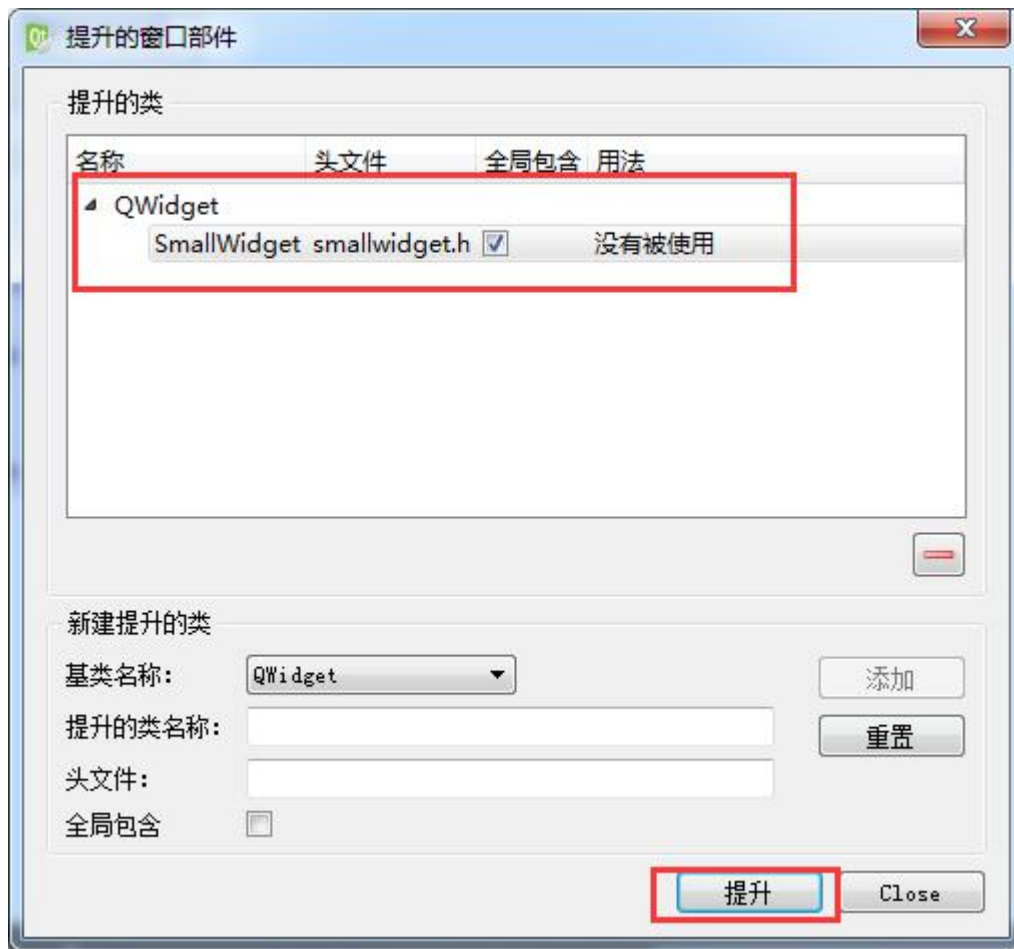 提升的窗口部件
提升的类
名称 头文件 全局包含 用法
QWidget
SmallWidget smallwidget.h 没有被使用
新建提升的类
基类名称： QWidget 添加
提升的类名称： 重置
头文件：
全局包含
提升 Close